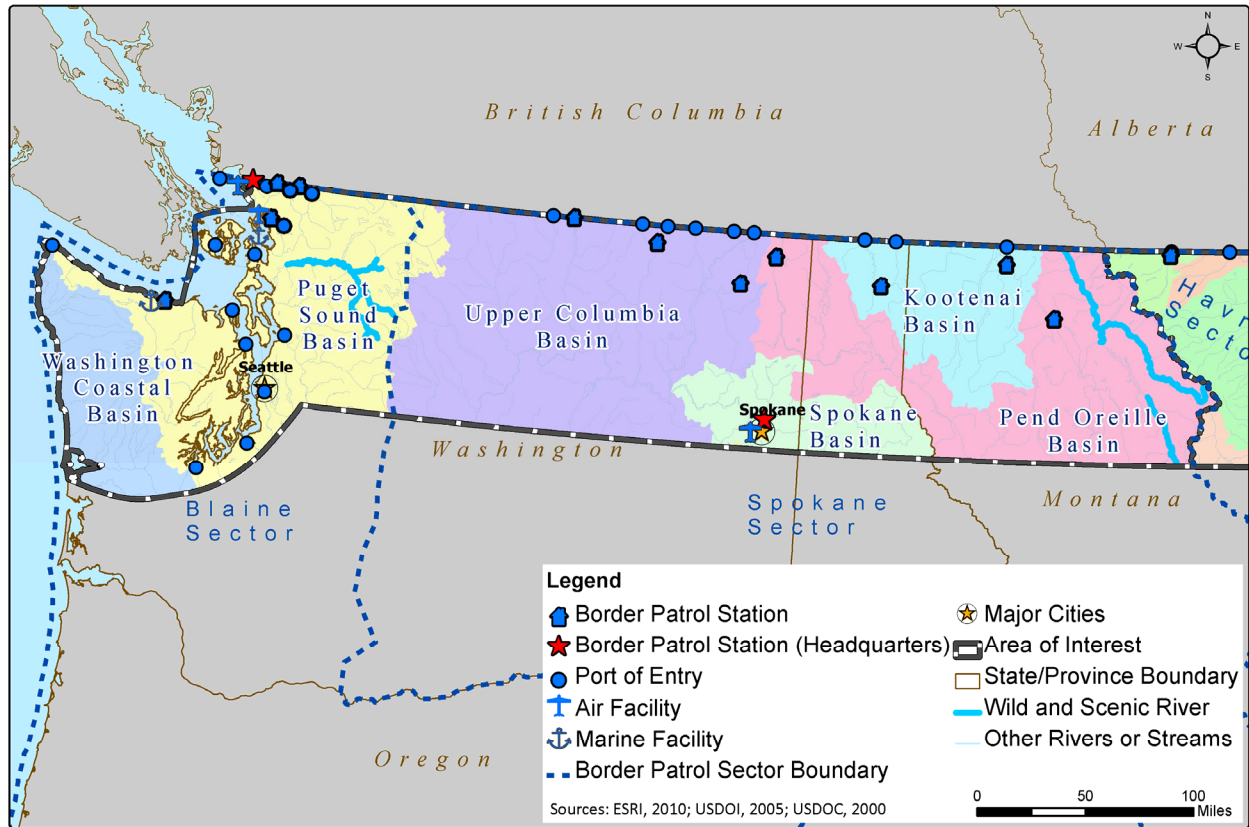 N
W E
S
British Columbia
Alberta
Puget
Sound
Basin
Upper Columbia
Basin
Kootenai
Basin
Washington
Coastal
Basin
Seattle
Spokane
Spokane
Basin
Pend Oreille
Basin
Washington
Montana
Blaine
Sector
Spokane
Sector
Oregon
Legend
Border Patrol Station
Border Patrol Station (Headquarters)
Port of Entry
Air Facility
Marine Facility
Border Patrol Sector Boundary
Major Cities
Area of Interest
State/Province Boundary
Wild and Scenic River
Other Rivers or Streams
Sources: ESRI, 2010; USDOI, 2005; USDOC, 2000
0 50 100
Miles